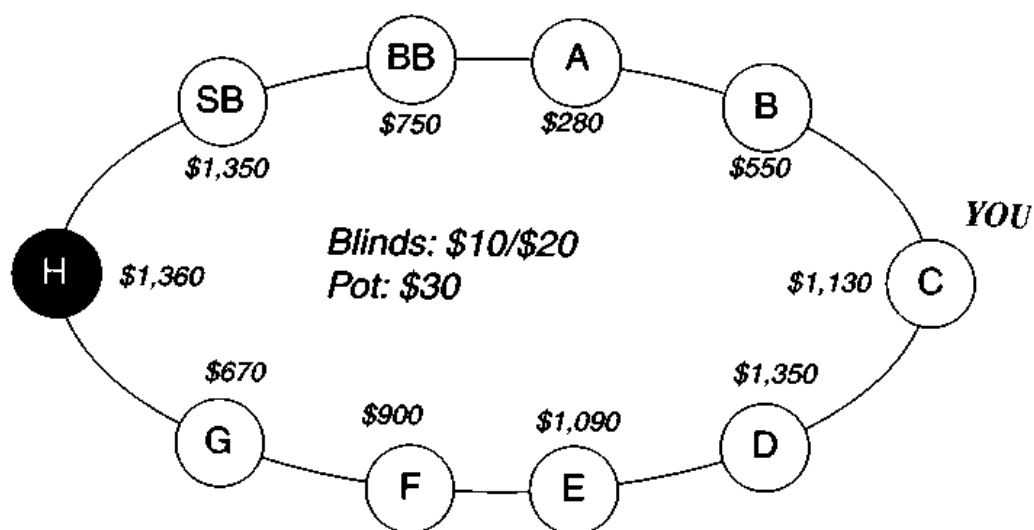 BB
A
SB
B
$750
$280
$1,350
$550
YOU
Blinds: $10/$20
H
$1,360
Pot: $30
$1,130
C
$670
$1,350
$900
$1,090
G
D
F
E